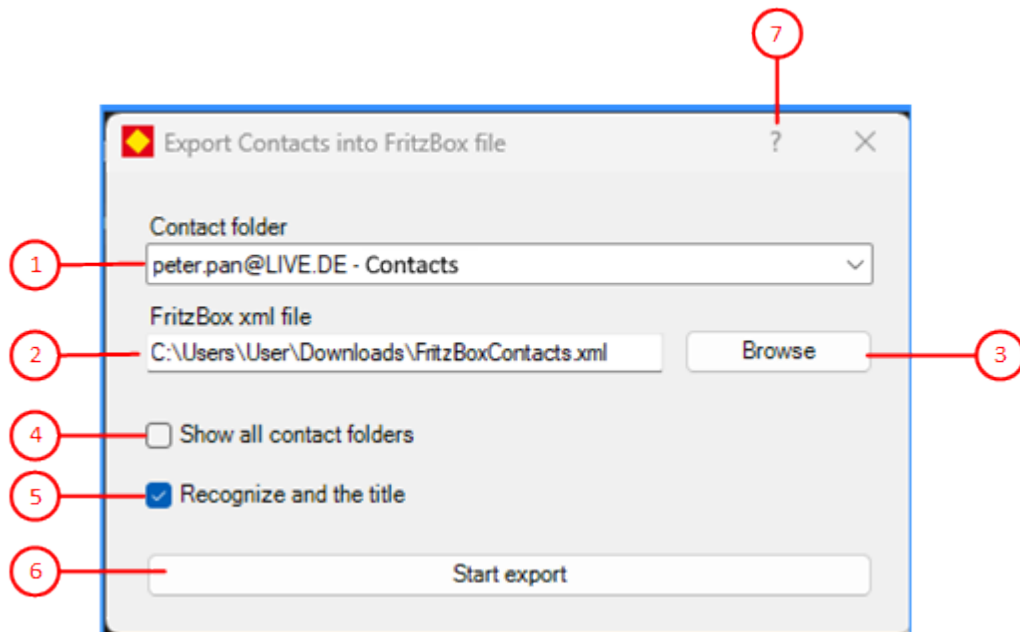 7
Export Contacts into FritzBox file ?
Contact folder
1 peter.pan@LIVE.DE - Contacts
FritzBox xml file
2 C:\Users\User\Downloads\FritzBoxContacts.xml Browse 3
4 Show all contact folders
5 Recognize and the title
6 Start export